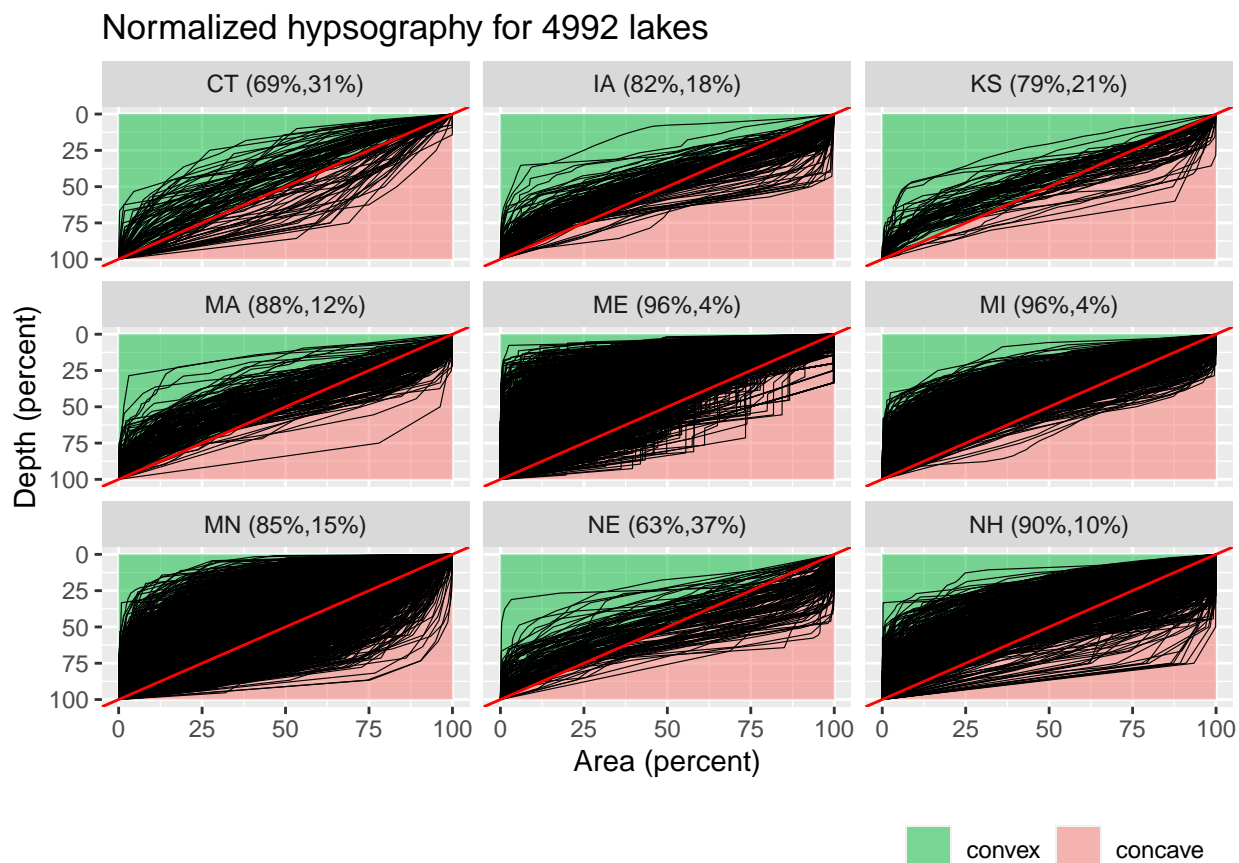 Normalized hypsography for 4992 lakes
CT (69%,31%) IA (82%,18%) KS (79%,21%)
0
25
50
75
100
MA (88%,12%) ME (96%,4%) MI (96%,4%)
0
25
50
75
100
MN (85%,15%) NE (63%,37%) NH (90%,10%)
0
25
50
75
100
Depth (percent)
0 25 50 75 100 0 25 50 75 100 0 25 50 75 100
Area (percent)
convex concave